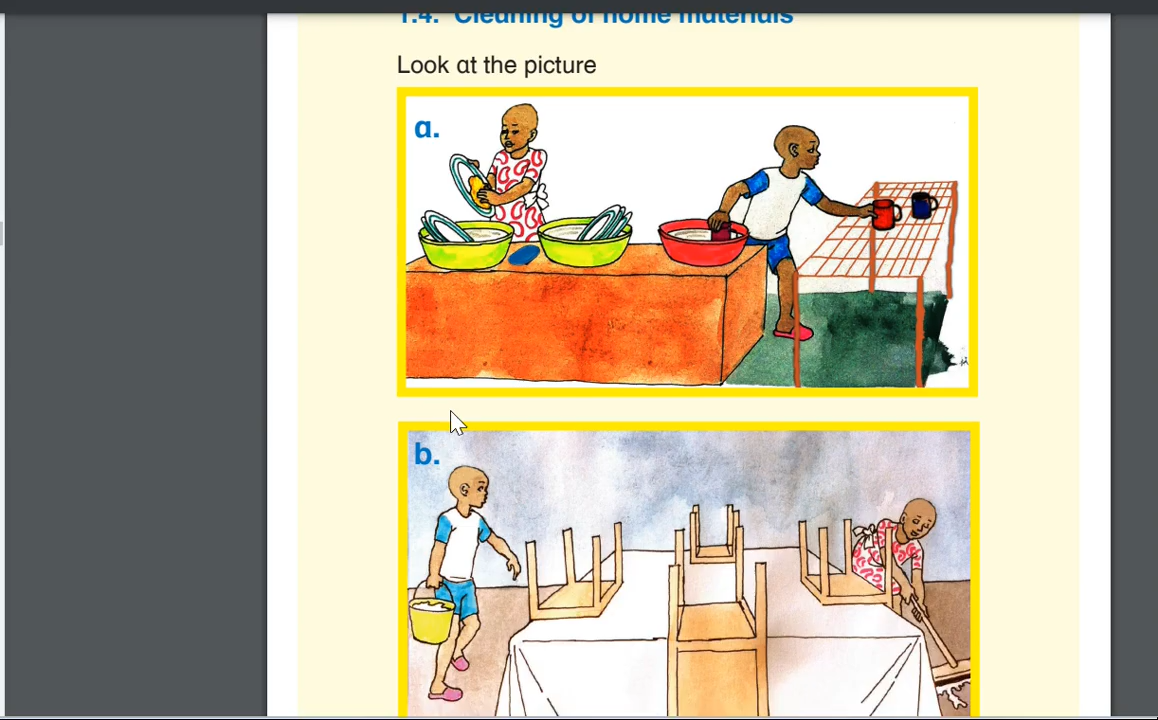 1.4. Cleaning of home materials
Look at the picture
a.
b.